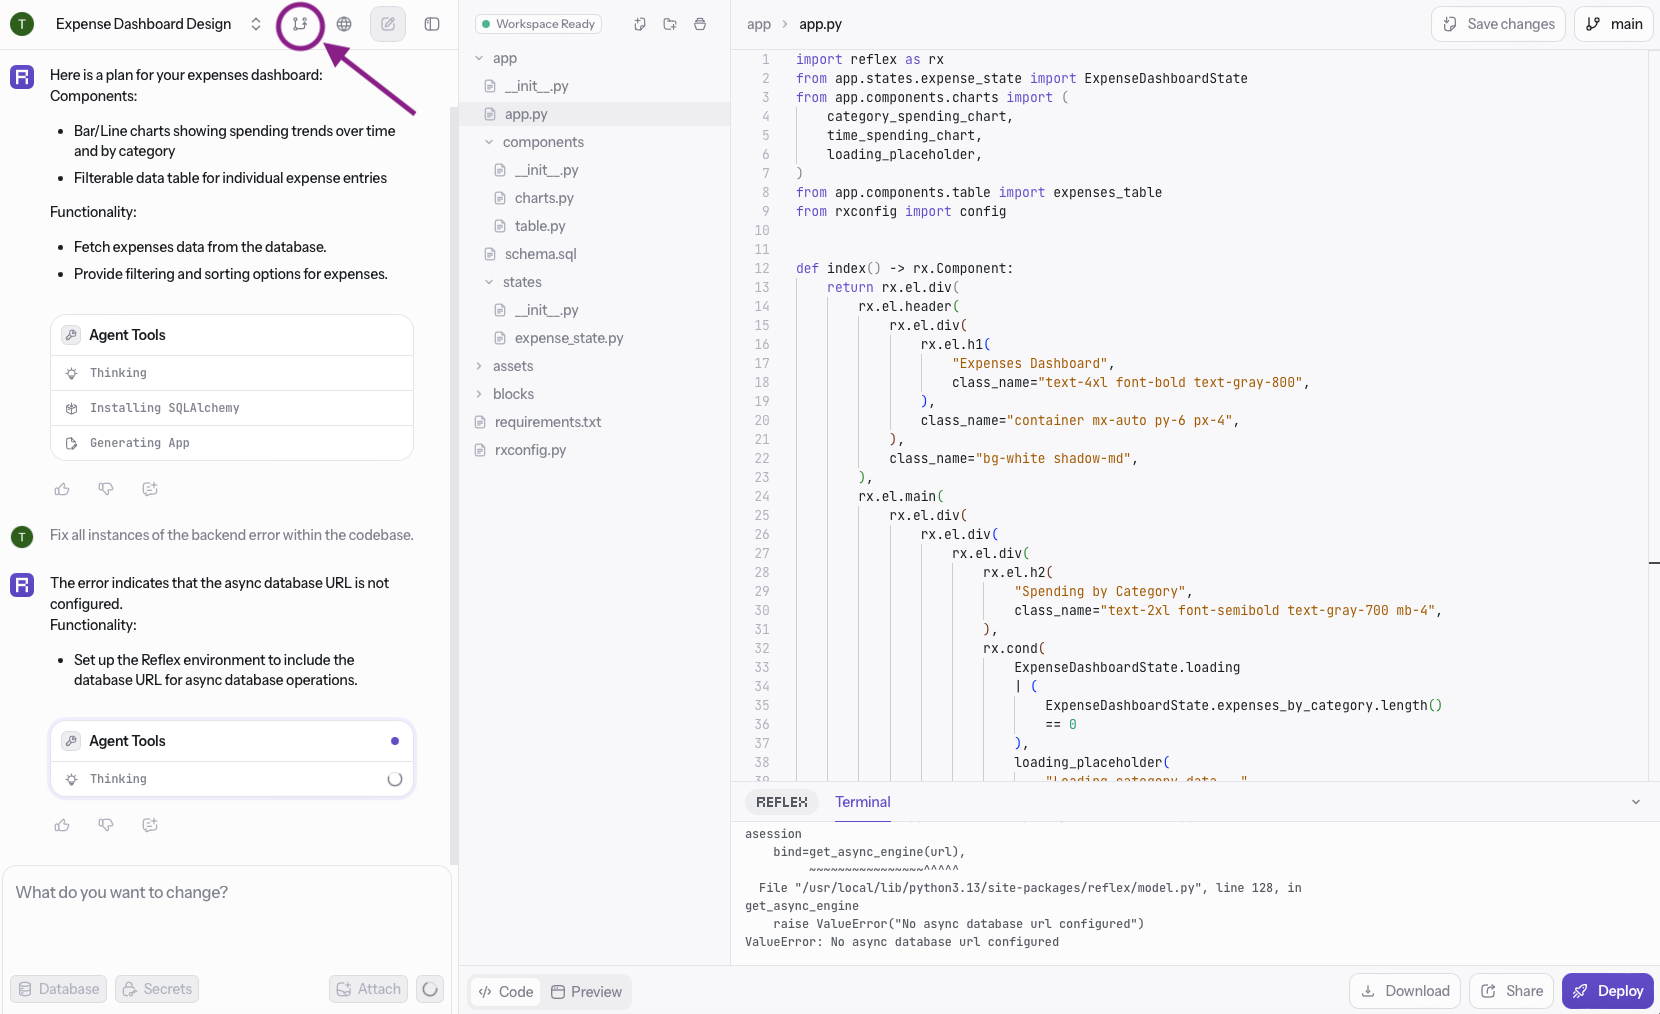 T
Expense Dashboard Design
Here is a plan for your expenses dashboard:
Components:
Bar/Line charts showing spending trends over time
and by category
Filterable data table for individual expense entries
Functionality:
Fetch expenses data from the database.
Provide filtering and sorting options for expenses.
Agent Tools
Thinking
Installing SQLAlchemy
Generating App
T
Fix all instances of the backend error within the codebase.
The error indicates that the async database URL is not
configured.
Functionality:
Set up the Reflex environment to include the
database URL for async database operations.
Agent Tools
Thinking
What do you want to change?
Database
Secrets
Attach
Workspace Ready
app
__init__.py
app.py
components
__init__.py
charts.py
table.py
schema.sql
states
__init__.py
expense_state.py
assets
blocks
requirements.txt
rxconfig.py
app > app.py
Save changes
main
1 import reflex as rx
2 from app.states.expense_state import ExpenseDashboardState
3 from app.components.charts import (
4 category_spending_chart,
5 time_spending_chart,
6 loading_placeholder,
7 )
8 from app.components.table import expenses_table
9 from rxconfig import config
10
11
12 def index() -> rx.Component:
13 return rx.el.div(
14 rx.el.header(
15 rx.el.div(
16 rx.el.h1(
17 "Expenses Dashboard",
18 class_name="text-4xl font-bold text-gray-800",
19 ),
20 class_name="container mx-auto py-6 px-4",
21 ),
22 class_name="bg-white shadow-md",
23 ),
24 rx.el.main(
25 rx.el.div(
26 rx.el.div(
27 rx.el.div(
28 rx.el.h2(
29 "Spending by Category",
30 class_name="text-2xl font-semibold text-gray-700 mb-4",
31 ),
32 rx.cond(
33 ExpenseDashboardState.loading
34 | (
35 ExpenseDashboardState.expenses_by_category.length()
36 == 0
37 ),
38 loading_placeholder(
39 "Loading category data...",
REFLEX
Terminal
asession
bind=get_async_engine(url),
~~~~~~~~~~~~~~~~^^^^^
File "/usr/local/lib/python3.13/site-packages/reflex/model.py", line 128, in
get_async_engine
raise ValueError("No async database url configured")
ValueError: No async database url configured
Code
Preview
Download
Share
Deploy